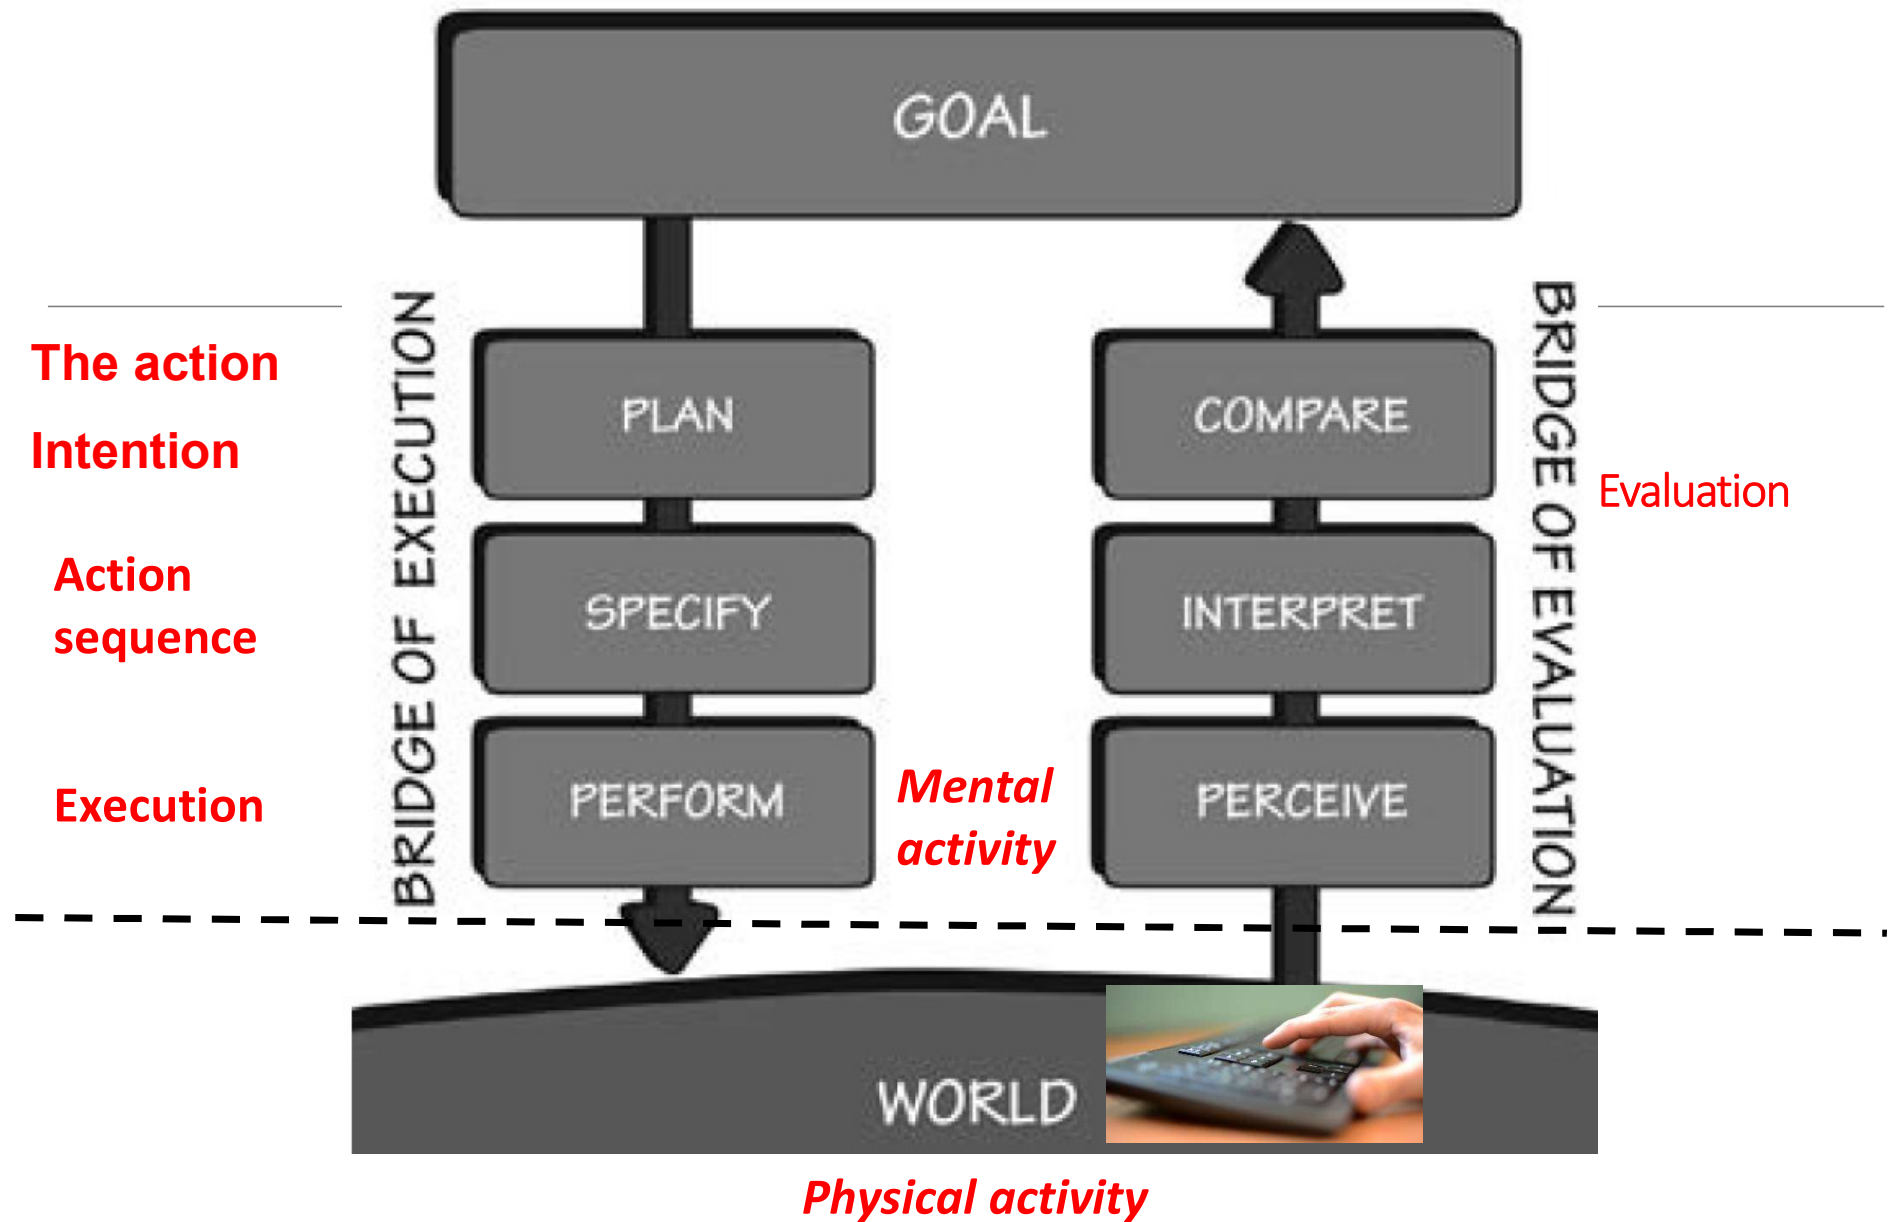 GOAL
BRIDGE OF EXECUTION
The action
Intention
Action
sequence
Execution
PLAN
SPECIFY
PERFORM
Mental
activity
COMPARE
INTERPRET
PERCEIVE
BRIDGE OF EVALUATION
Evaluation
WORLD
Physical activity